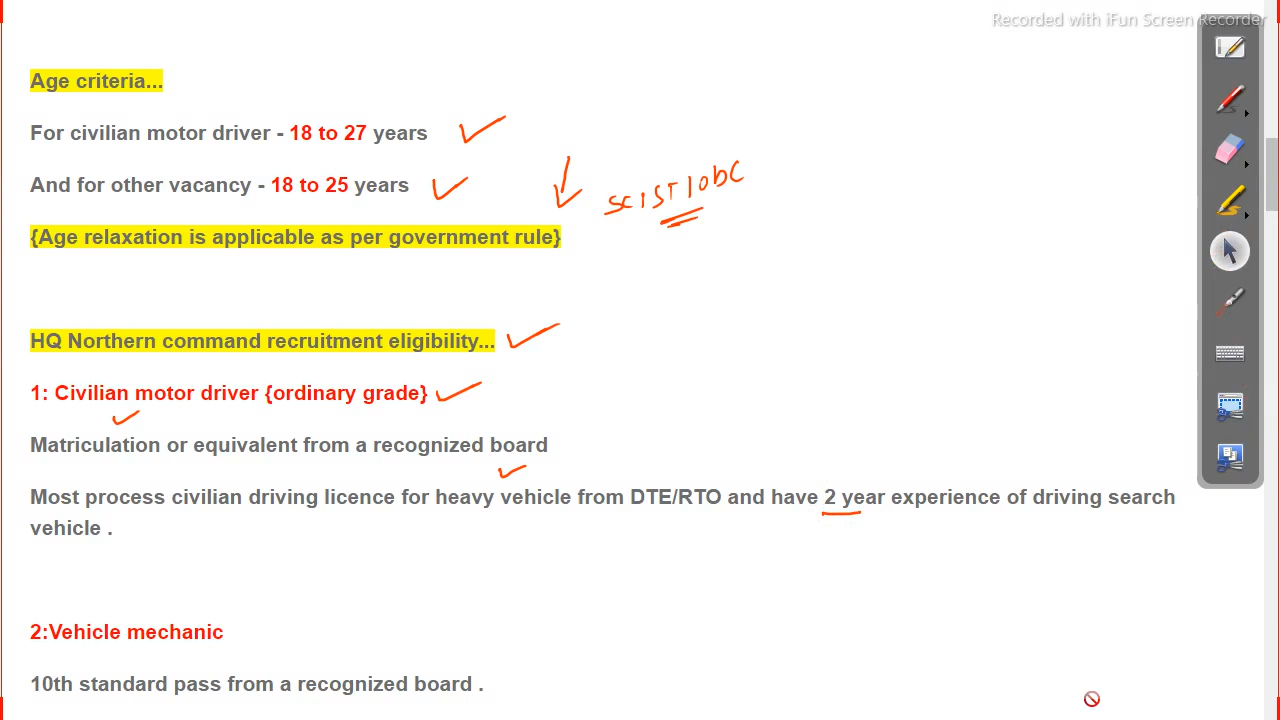 Recorded with iFun Screen Recorder
Age criteria...
For civilian motor driver - 18 to 27 years
And for other vacancy - 18 to 25 years
SC/ST/OBC
{Age relaxation is applicable as per government rule}
HQ Northern command recruitment eligibility...
1: Civilian motor driver {ordinary grade}
Matriculation or equivalent from a recognized board
Most process civilian driving licence for heavy vehicle from DTE/RTO and have 2 year experience of driving search
vehicle .
2:Vehicle mechanic
10th standard pass from a recognized board .